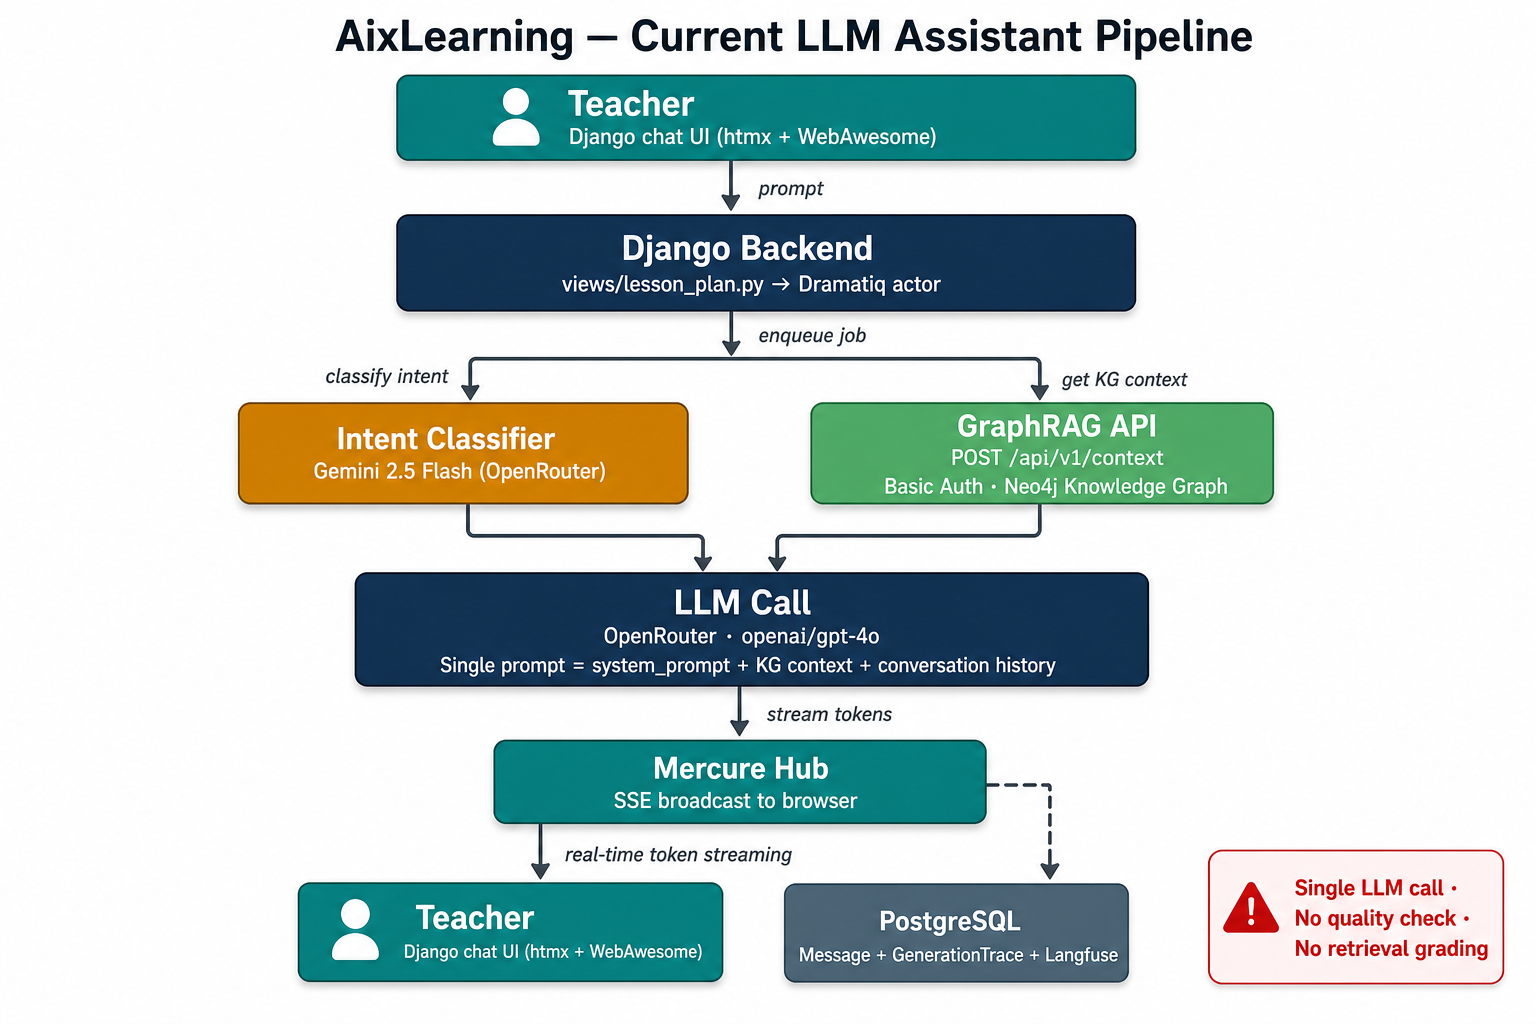 AixLearning — Current LLM Assistant Pipeline
Teacher
Django chat UI (htmx + WebAwesome)
prompt
Django Backend
views/lesson_plan.py → Dramatiq actor
enqueue job
classify intent
get KG context
Intent Classifier
Gemini 2.5 Flash (OpenRouter)
GraphRAG API
POST /api/v1/context
Basic Auth · Neo4j Knowledge Graph
LLM Call
OpenRouter · openai/gpt-4o
Single prompt = system_prompt + KG context + conversation history
stream tokens
Mercure Hub
SSE broadcast to browser
real-time token streaming
Teacher
Django chat UI (htmx + WebAwesome)
PostgreSQL
Message + GenerationTrace + Langfuse
Single LLM call ·
No quality check ·
No retrieval grading